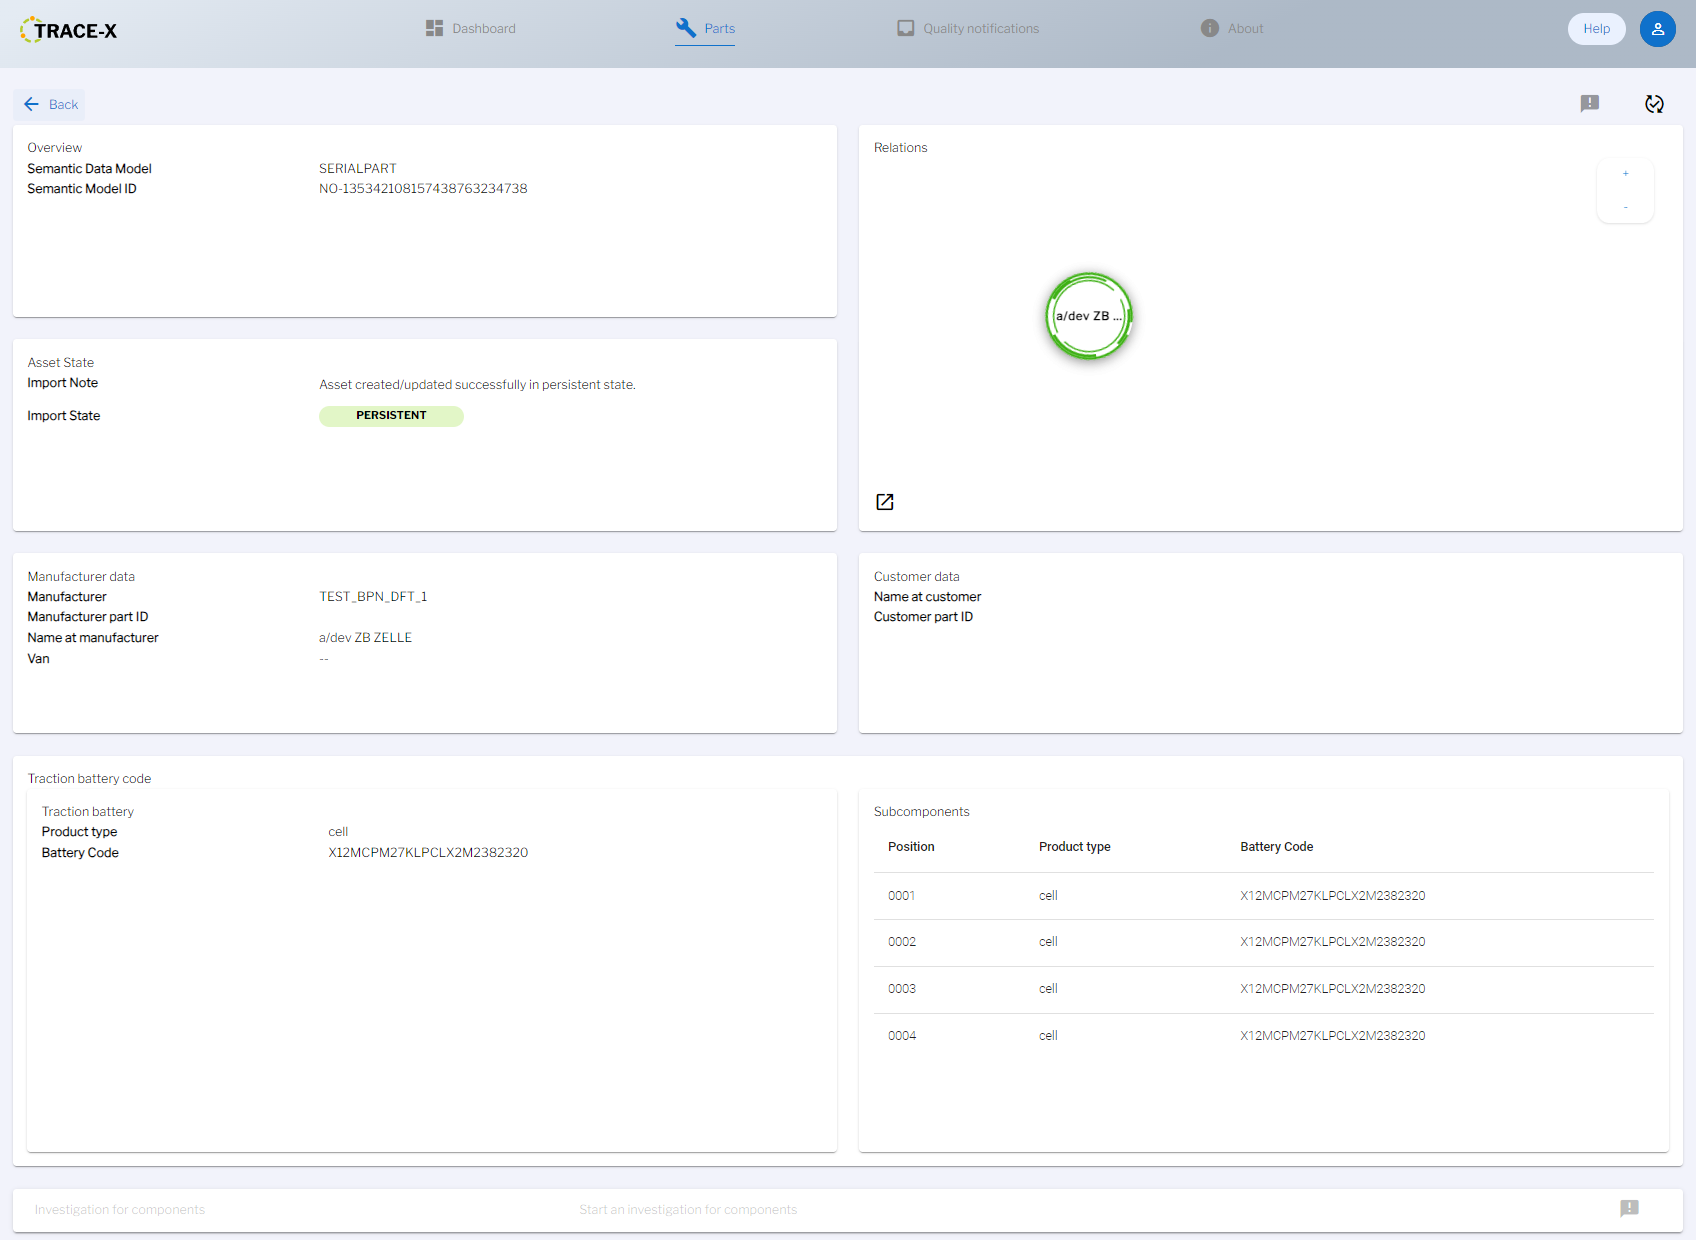 TRACE-X
Dashboard
Parts
Quality notifications
About
Help
Back
Overview
Semantic Data Model SERIALPART
Semantic Model ID NO-135342108157438763234738
Relations
+
-
a/dev ZB ...
Asset State
Import Note Asset created/updated successfully in persistent state.
Import State PERSISTENT
Manufacturer data
Manufacturer TEST_BPN_DFT_1
Manufacturer part ID
Name at manufacturer a/dev ZB ZELLE
Van --
Customer data
Name at customer
Customer part ID
Traction battery code
Traction battery
Product type cell
Battery Code X12MCPM27KLPCLX2M2382320
Subcomponents
Position Product type Battery Code
0001 cell X12MCPM27KLPCLX2M2382320
0002 cell X12MCPM27KLPCLX2M2382320
0003 cell X12MCPM27KLPCLX2M2382320
0004 cell X12MCPM27KLPCLX2M2382320
Investigation for components Start an investigation for components